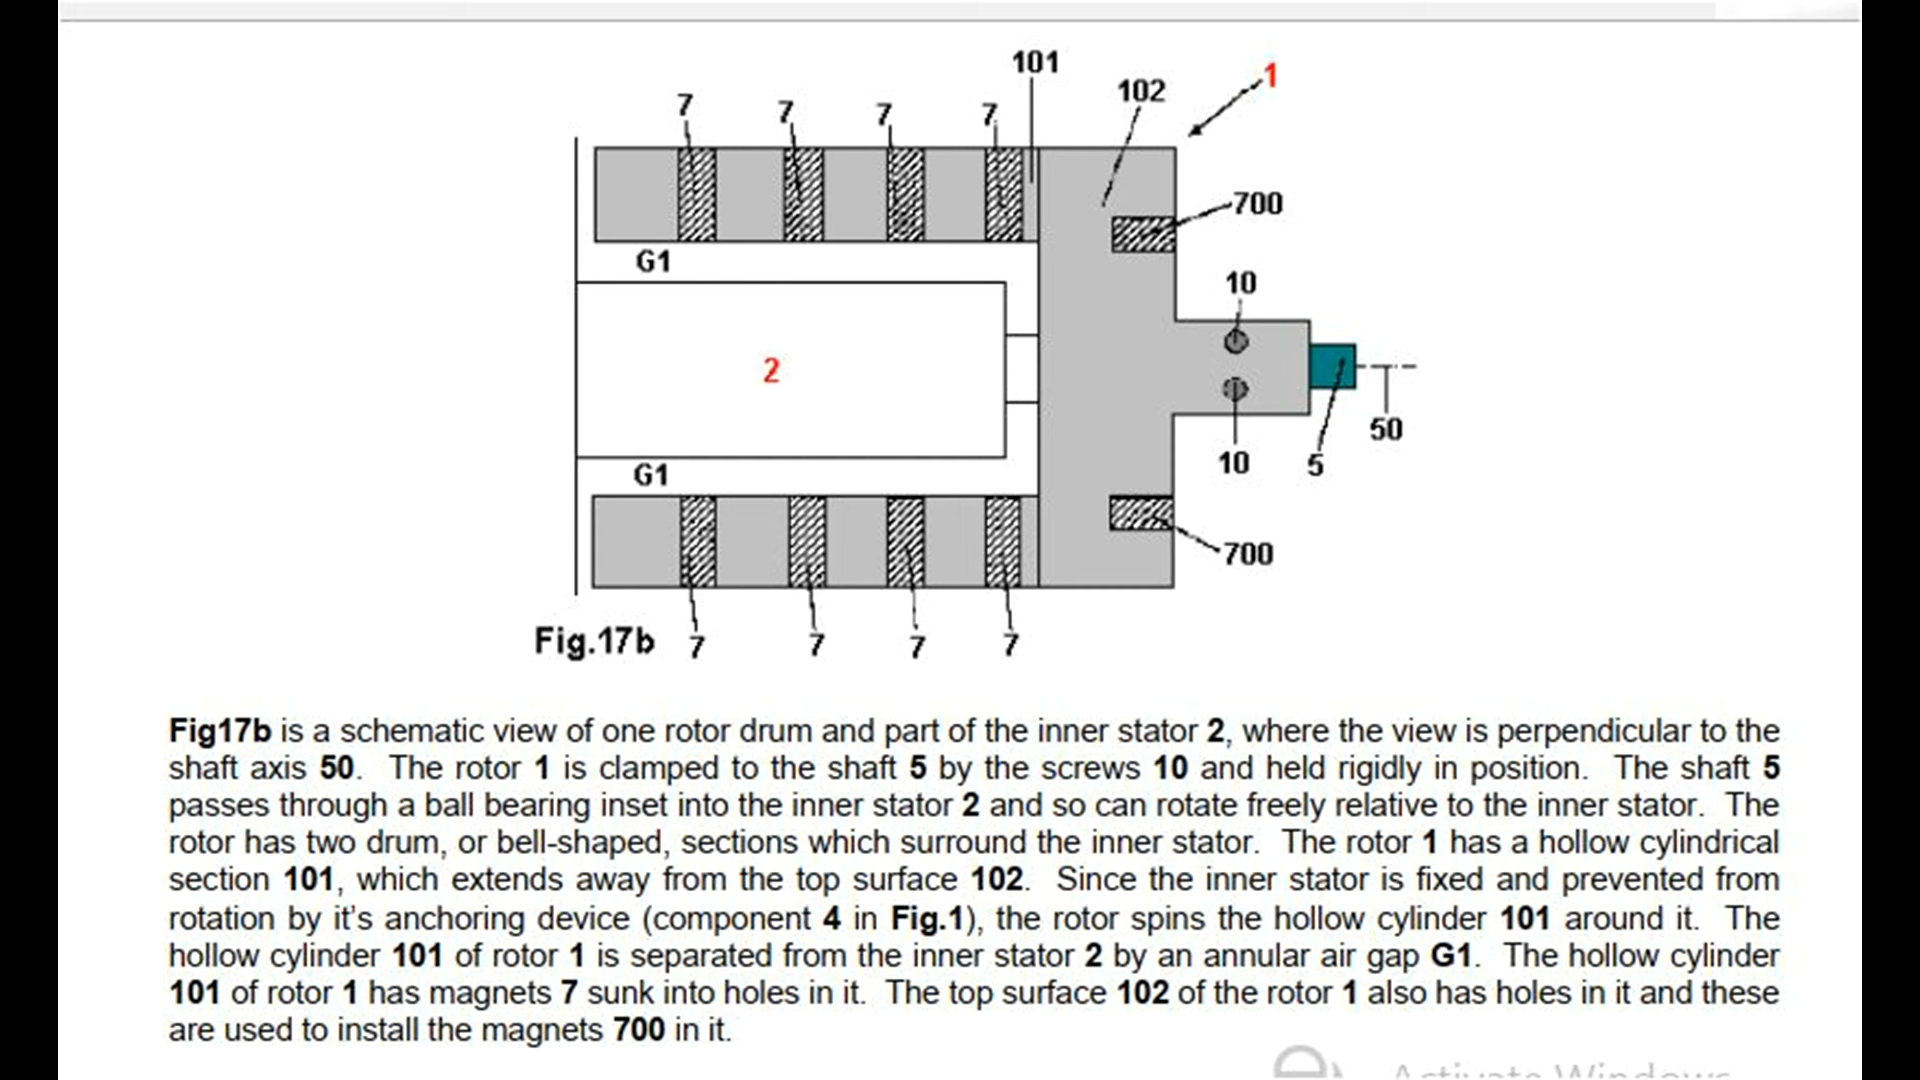 101
1
102
7 7 7 7
700
G1
10
2
50
G1
10 5
700
Fig.17b 7 7 7 7
Fig17b is a schematic view of one rotor drum and part of the inner stator 2, where the view is perpendicular to the
shaft axis 50. The rotor 1 is clamped to the shaft 5 by the screws 10 and held rigidly in position. The shaft 5
passes through a ball bearing inset into the inner stator 2 and so can rotate freely relative to the inner stator. The
rotor has two drum, or bell-shaped, sections which surround the inner stator. The rotor 1 has a hollow cylindrical
section 101, which extends away from the top surface 102. Since the inner stator is fixed and prevented from
rotation by it's anchoring device (component 4 in Fig.1), the rotor spins the hollow cylinder 101 around it. The
hollow cylinder 101 of rotor 1 is separated from the inner stator 2 by an annular air gap G1. The hollow cylinder
101 of rotor 1 has magnets 7 sunk into holes in it. The top surface 102 of the rotor 1 also has holes in it and these
are used to install the magnets 700 in it.
Activate Windows